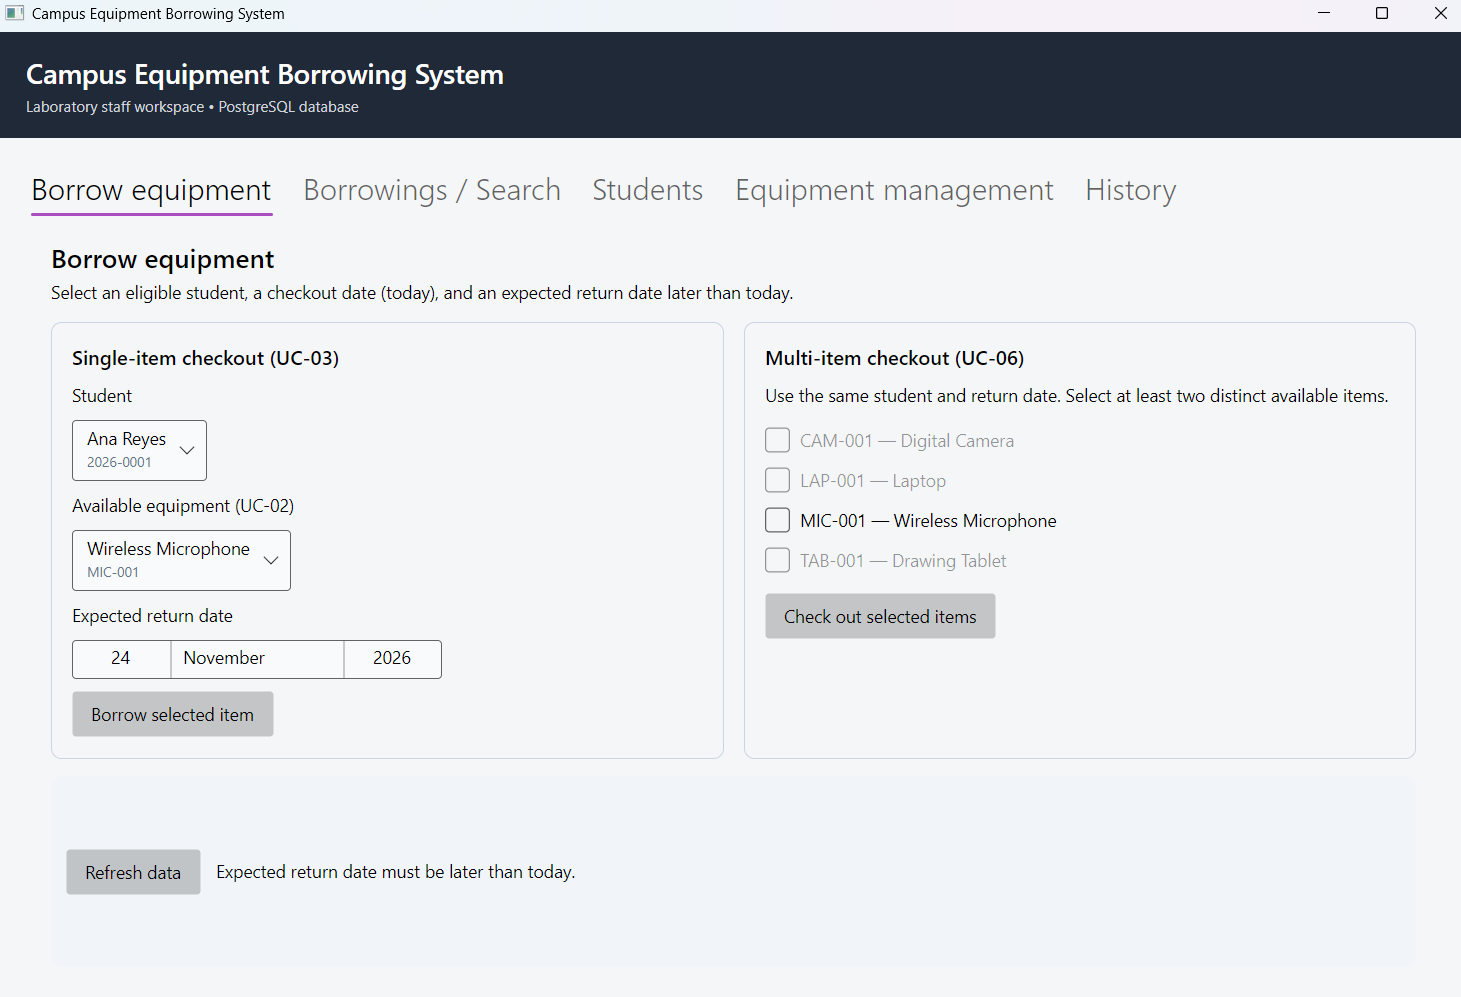 Campus Equipment Borrowing System
Campus Equipment Borrowing System
Laboratory staff workspace • PostgreSQL database
Borrow equipment
Borrowings / Search
Students
Equipment management
History
Borrow equipment
Select an eligible student, a checkout date (today), and an expected return date later than today.
Single-item checkout (UC-03)
Student
Ana Reyes
2026-0001
Available equipment (UC-02)
Wireless Microphone
MIC-001
Expected return date
24 November 2026
Borrow selected item
Multi-item checkout (UC-06)
Use the same student and return date. Select at least two distinct available items.
CAM-001 — Digital Camera
LAP-001 — Laptop
MIC-001 — Wireless Microphone
TAB-001 — Drawing Tablet
Check out selected items
Refresh data
Expected return date must be later than today.